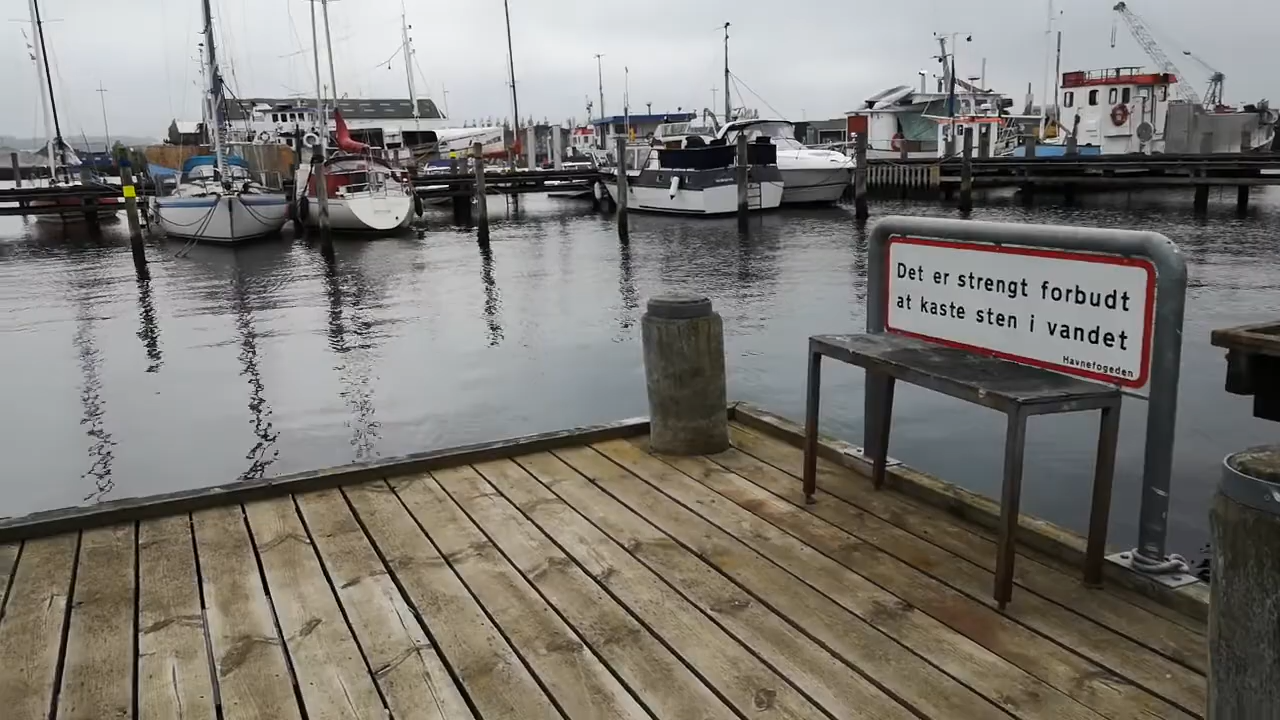 Det er strengt forbudt
at kaste sten i vandet
Havnefogeden